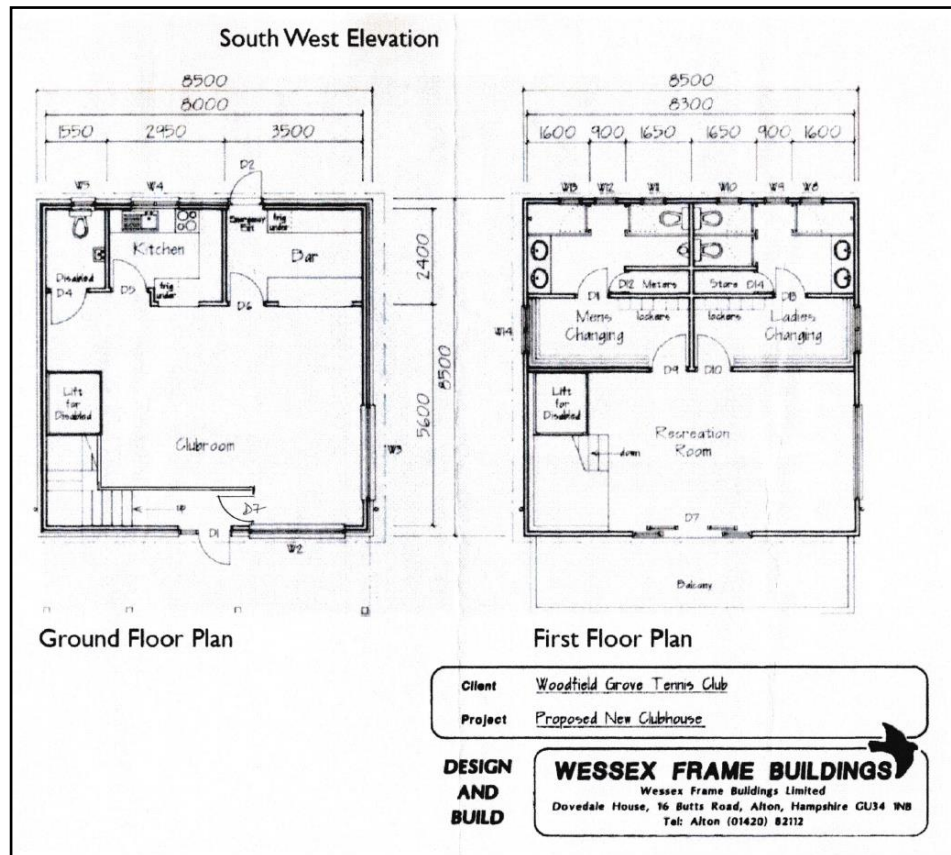 South West Elevation
8500
8000
1550 2950 3500
D2
W5 W4
Emergency Exit
frig under
Kitchen
Bar
Disabled
frig under
D4 D5 D6
2400
8500
5600
Lift for Disabled
Clubroom
W3
up
D7
D1
W2
Ground Floor Plan
8500
8300
1600 900 1650 1650 900 1600
W13 W12 W11 W10 W9 W8
D12 Meters Store D14
D11 D13
Mens Changing
lockers lockers
Ladies Changing
W14
D9 D10
Lift for Disabled
Recreation Room
down
D7
Balcony
First Floor Plan
Client Woodfield Grove Tennis Club
Project Proposed New Clubhouse
DESIGN
AND
BUILD
WESSEX FRAME BUILDINGS
Wessex Frame Buildings Limited
Dovedale House, 16 Butts Road, Alton, Hampshire GU34 1NB
Tel: Alton (01420) 82112